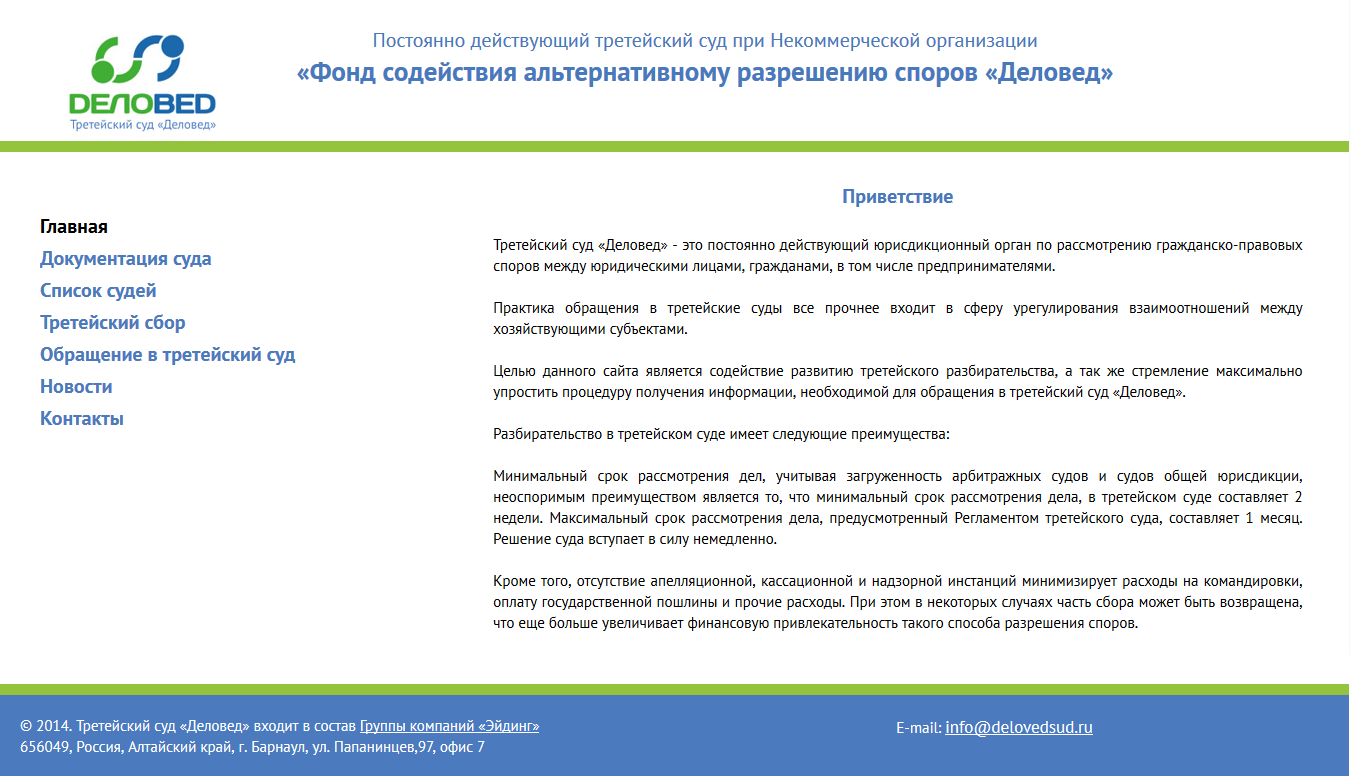 ДЕЛОВЕД
Третейский суд «Деловед»
Постоянно действующий третейский суд при Некоммерческой организации
«Фонд содействия альтернативному разрешению споров «Деловед»
Главная
Документация суда
Список судей
Третейский сбор
Обращение в третейский суд
Новости
Контакты
Приветствие
Третейский суд «Деловед» - это постоянно действующий юрисдикционный орган по рассмотрению гражданско-правовых
споров между юридическими лицами, гражданами, в том числе предпринимателями.
Практика обращения в третейские суды все прочнее входит в сферу урегулирования взаимоотношений между
хозяйствующими субъектами.
Целью данного сайта является содействие развитию третейского разбирательства, а так же стремление максимально
упростить процедуру получения информации, необходимой для обращения в третейский суд «Деловед».
Разбирательство в третейском суде имеет следующие преимущества:
Минимальный срок рассмотрения дел, учитывая загруженность арбитражных судов и судов общей юрисдикции,
неоспоримым преимуществом является то, что минимальный срок рассмотрения дела, в третейском суде составляет 2
недели. Максимальный срок рассмотрения дела, предусмотренный Регламентом третейского суда, составляет 1 месяц.
Решение суда вступает в силу немедленно.
Кроме того, отсутствие апелляционной, кассационной и надзорной инстанций минимизирует расходы на командировки,
оплату государственной пошлины и прочие расходы. При этом в некоторых случаях часть сбора может быть возвращена,
что еще больше увеличивает финансовую привлекательность такого способа разрешения споров.
© 2014. Третейский суд «Деловед» входит в состав Группы компаний «Эйдинг»
656049, Россия, Алтайский край, г. Барнаул, ул. Папанинцев,97, офис 7
E-mail: info@delovedsud.ru